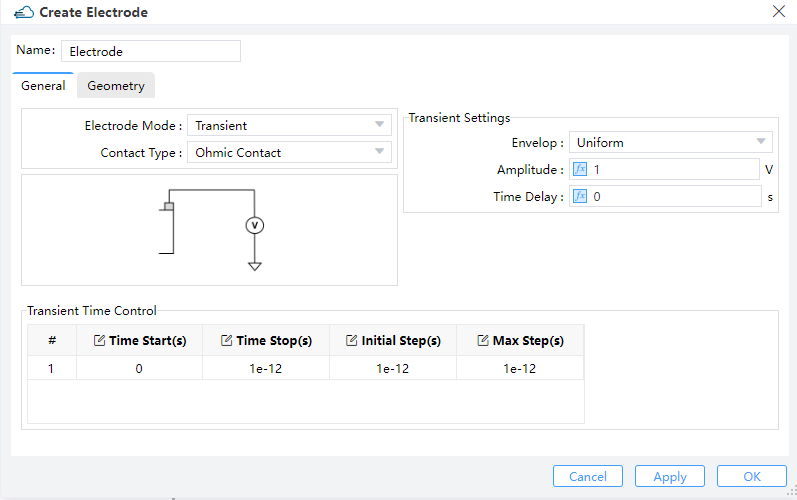 Create Electrode
Name: Electrode
General Geometry
Electrode Mode : Transient
Contact Type : Ohmic Contact
V
Transient Settings
Envelop : Uniform
Amplitude : fx 1 V
Time Delay : fx 0 s
Transient Time Control
# Time Start(s) Time Stop(s) Initial Step(s) Max Step(s)
1 0 1e-12 1e-12 1e-12
Cancel Apply OK